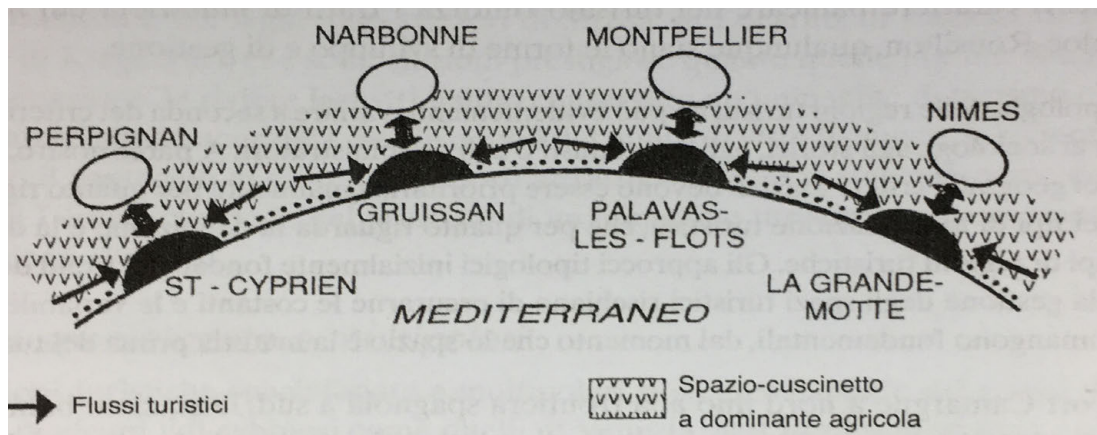 NARBONNE
MONTPELLIER
PERPIGNAN
NIMES
GRUISSAN
PALAVAS-
LES - FLOTS
ST - CYPRIEN
LA GRANDE-
MOTTE
MEDITERRANEO
Flussi turistici
Spazio-cuscinetto
a dominante agricola